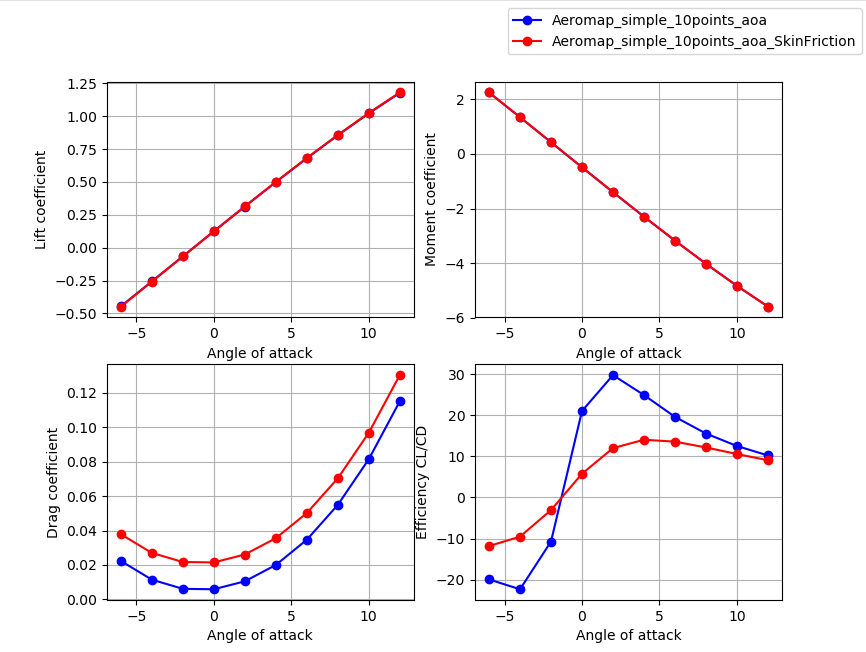 Aeromap_simple_10points_aoa
Aeromap_simple_10points_aoa_SkinFriction
Lift coefficient
1.25
1.00
0.75
0.50
0.25
0.00
−0.25
−0.50
−5 0 5 10
Angle of attack
Moment coefficient
2
0
−2
−4
−6
−5 0 5 10
Angle of attack
Drag coefficient
0.12
0.10
0.08
0.06
0.04
0.02
0.00
−5 0 5 10
Angle of attack
Efficiency CL/CD
30
20
10
0
−10
−20
−5 0 5 10
Angle of attack